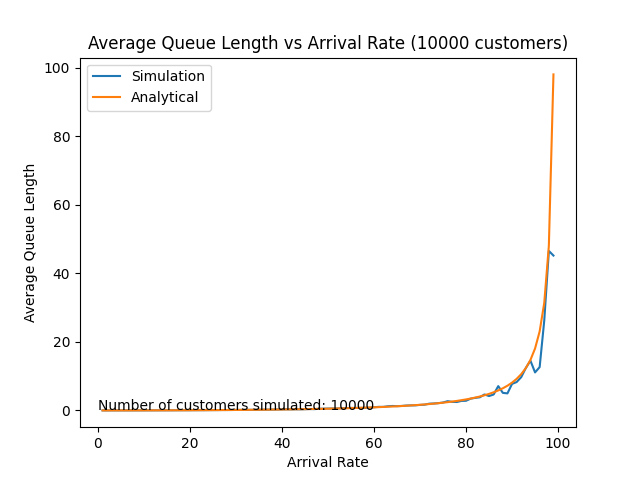 Average Queue Length vs Arrival Rate (10000 customers)
Simulation
Analytical
100
80
60
40
20
0
Average Queue Length
Number of customers simulated: 10000
0 20 40 60 80 100
Arrival Rate